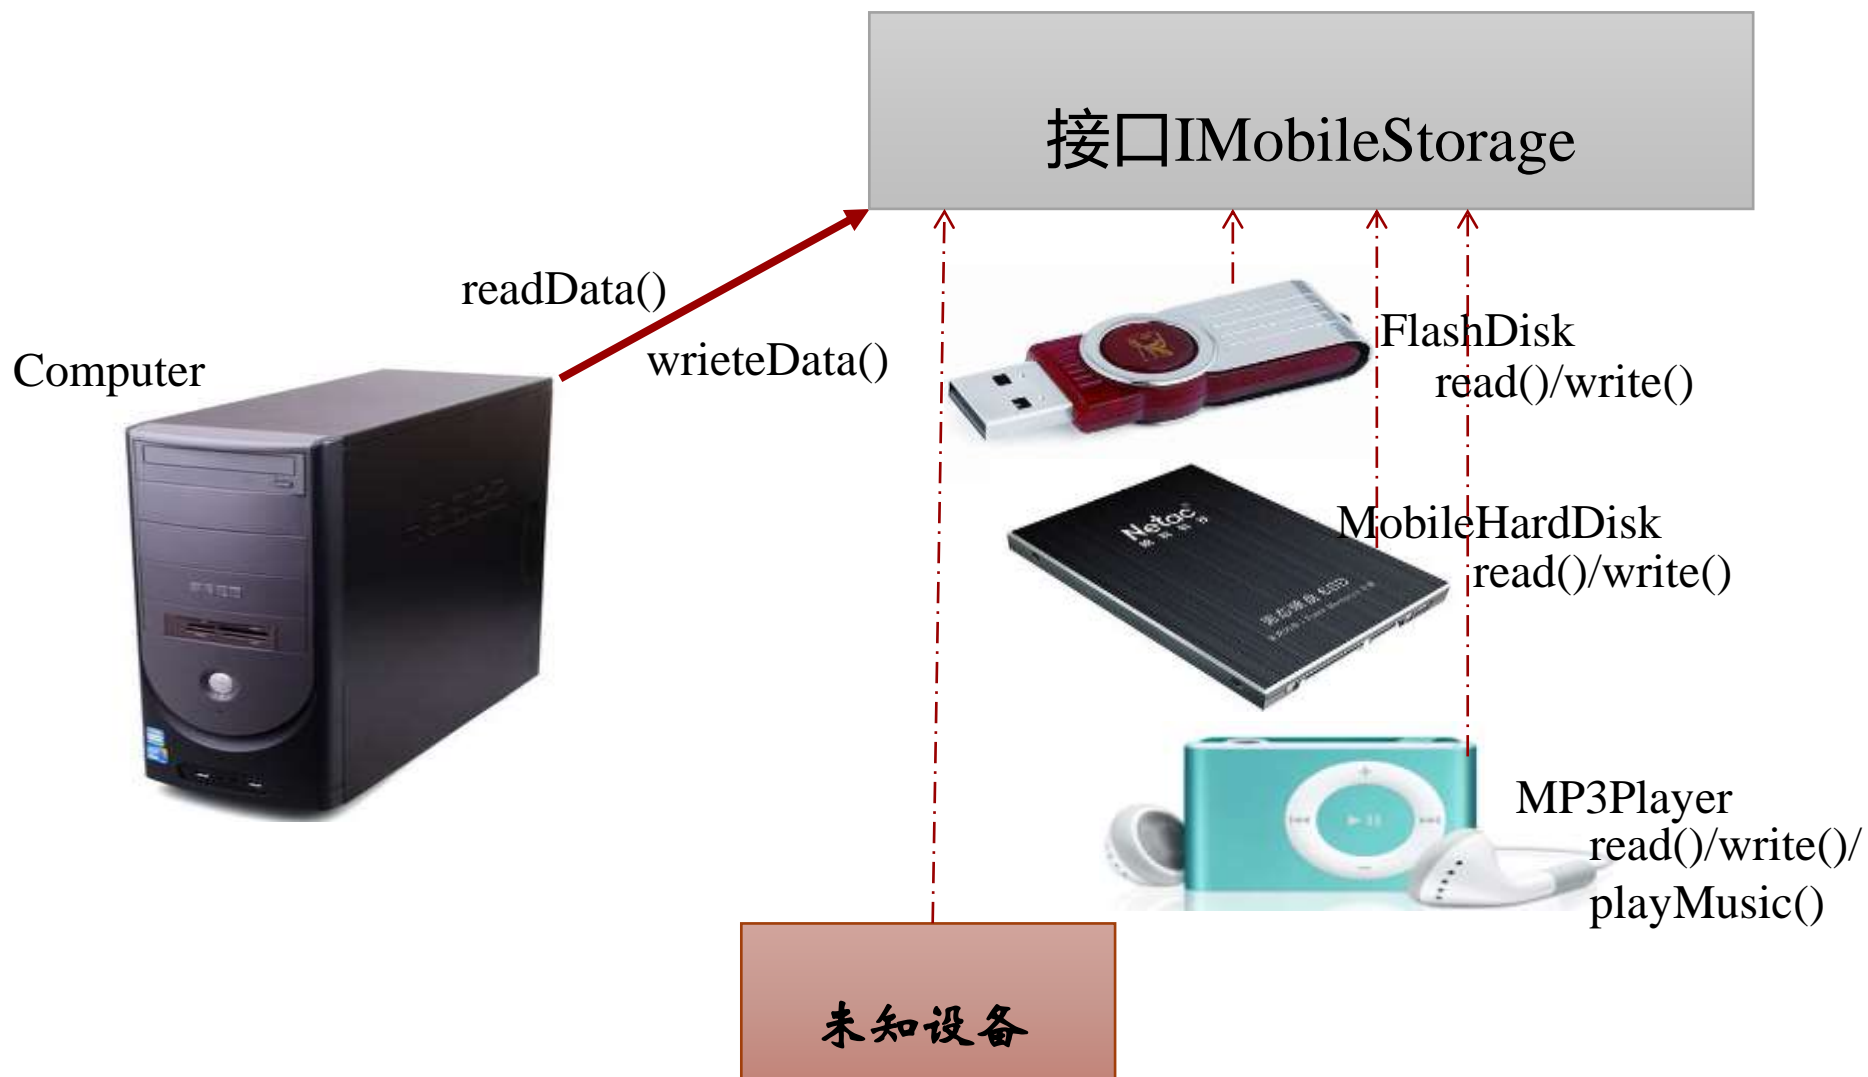 接口IMobileStorage
readData()
wrieteData()
Computer
FlashDisk
read()/write()
Netac
MobileHardDisk
read()/write()
MP3Player
read()/write()/
playMusic()
未知设备